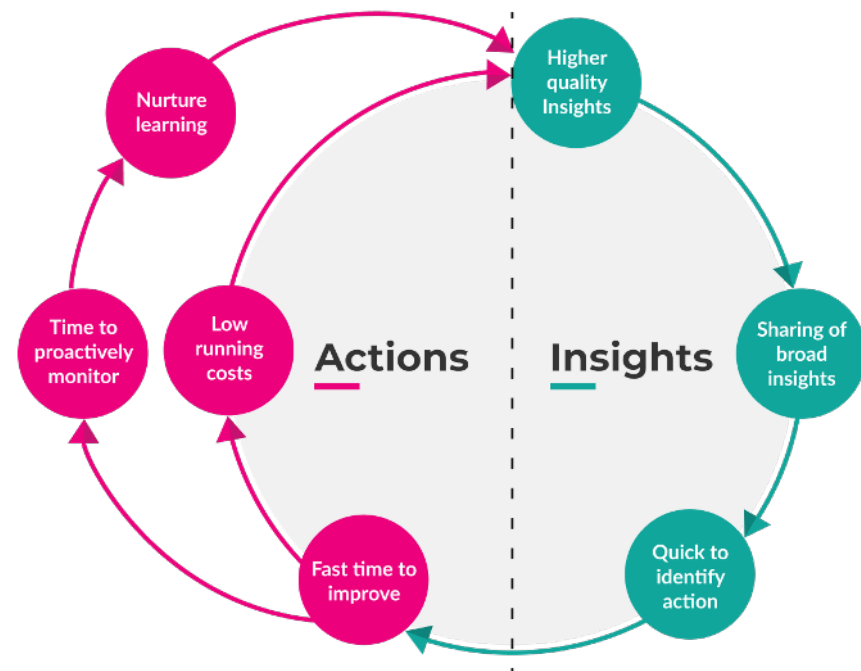 Higher
quality
Insights
Nurture
learning
Time to
proactively
monitor
Low
running
costs
Actions
Insights
Sharing of
broad
insights
Fast time to
improve
Quick to
identify
action